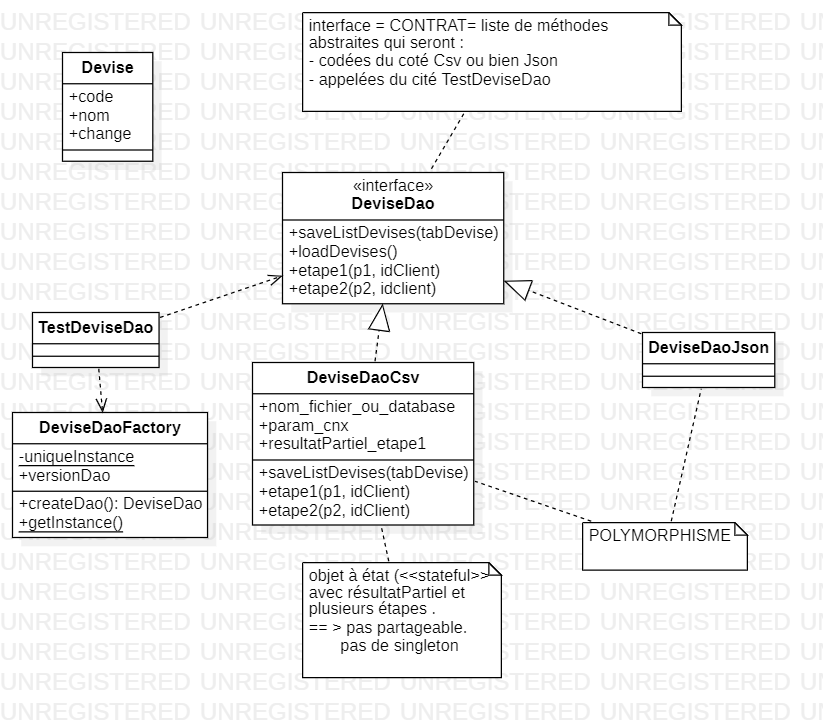 interface = CONTRAT= liste de méthodes
abstraites qui seront :
- codées du coté Csv ou bien Json
- appelées du cité TestDeviseDao
Devise
+code
+nom
+change
«interface»
DeviseDao
+saveListDevises(tabDevise)
+loadDevises()
+etape1(p1, idClient)
+etape2(p2, idclient)
TestDeviseDao
DeviseDaoJson
DeviseDaoCsv
+nom_fichier_ou_database
+param_cnx
+resultatPartiel_etape1
+saveListDevises(tabDevise)
+etape1(p1, idClient)
+etape2(p2, idClient)
DeviseDaoFactory
-uniqueInstance
+versionDao
+createDao(): DeviseDao
+getInstance()
POLYMORPHISME
objet à état (<<stateful>>
avec résultatPartiel et
plusieurs étapes .
== > pas partageable.
pas de singleton
UNREGISTERED